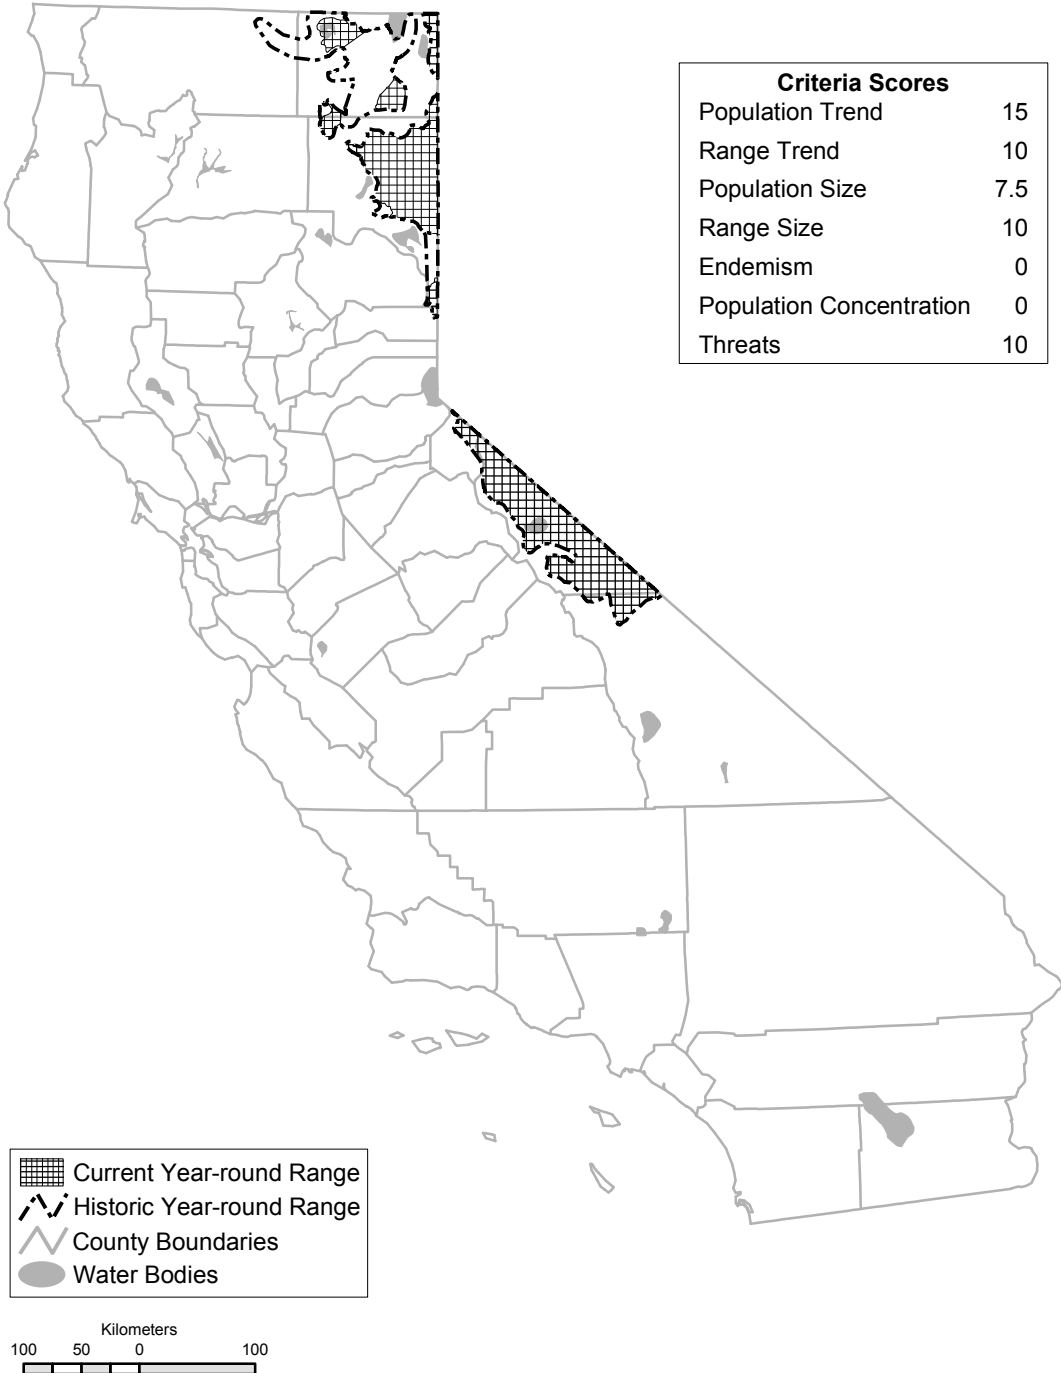 Criteria Scores
Population Trend 15
Range Trend 10
Population Size 7.5
Range Size 10
Endemism 0
Population Concentration 0
Threats 10
Current Year-round Range
Historic Year-round Range
County Boundaries
Water Bodies
Kilometers
100 50 0 100